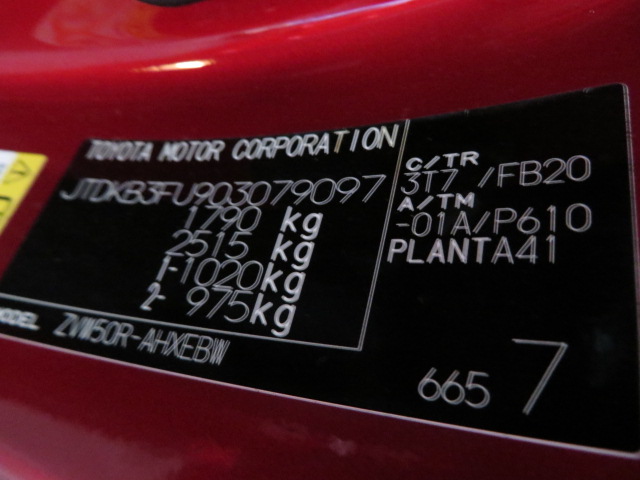 TOYOTA MOTOR CORPORATION
JTDKB3FU903079097
1790 kg
2515 kg
1-1020kg
2- 975kg
C/TR
3T7 /FB20
A/TM
-01A/P610
PLANTA41
MODEL ZVW50R-AHXEBW
665 7